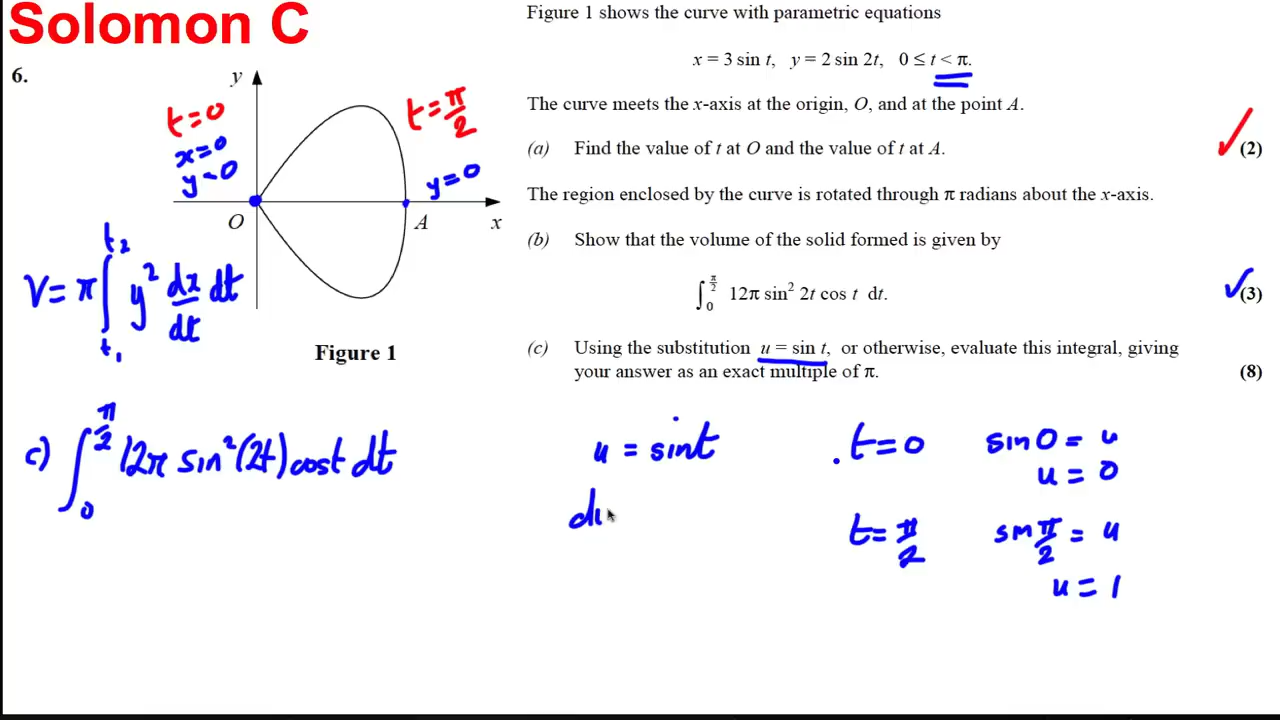 Solomon C
Figure 1 shows the curve with parametric equations
6.
x = 3 sin t, y = 2 sin 2t, 0 ≤ t < π.
The curve meets the x-axis at the origin, O, and at the point A.
(a) Find the value of t at O and the value of t at A. (2)
The region enclosed by the curve is rotated through π radians about the x-axis.
(b) Show that the volume of the solid formed is given by
∫₀^(π/2) 12π sin² 2t cos t dt. (3)
(c) Using the substitution u = sin t, or otherwise, evaluate this integral, giving
your answer as an exact multiple of π. (8)
y
t=0
x=0
y=0
t=π/2
y=0
O
A
x
V = π ∫_(t₁)^(t₂) y² dx/dt dt
Figure 1
c) ∫₀^(π/2) 12π sin²(2t) cost dt
u = sint
du
t=0 sin0 = u
u = 0
t=π/2 sin π/2 = u
u = 1